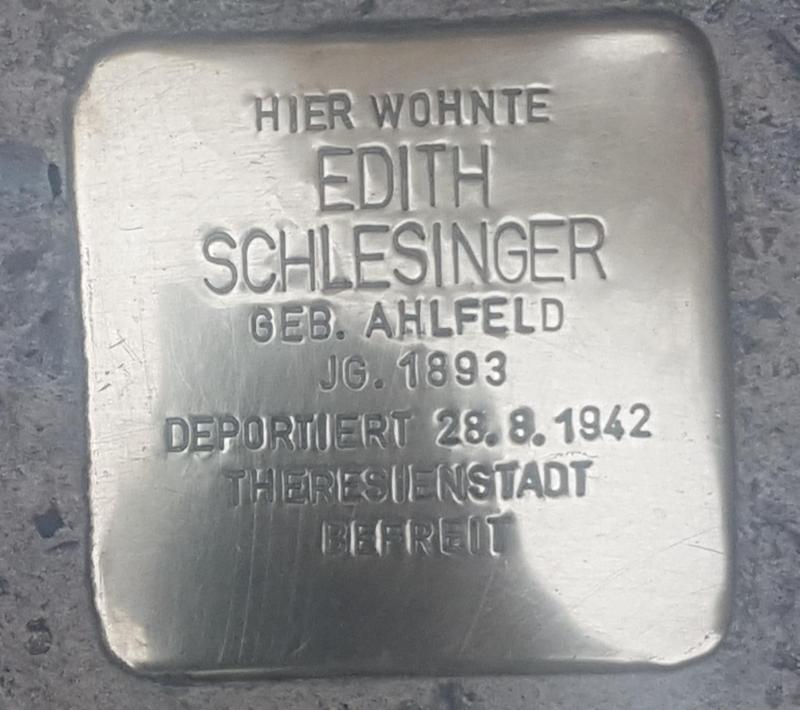 HIER WOHNTE
EDITH
SCHLESINGER
GEB. AHLFELD
JG. 1893
DEPORTIERT 28.8.1942
THERESIENSTADT
BEFREIT